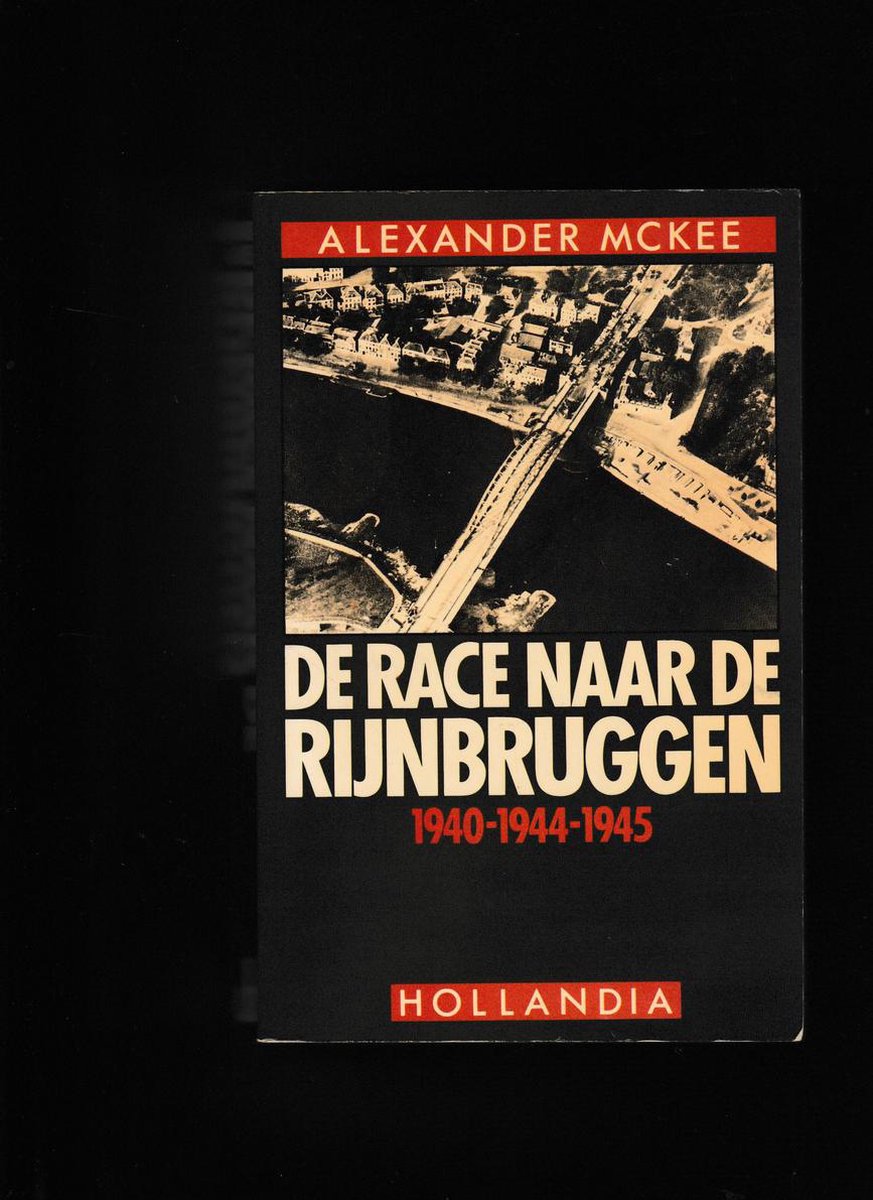 ALEXANDER MCKEE
DE RACE NAAR DE
RIJNBRUGGEN
1940-1944-1945
HOLLANDIA